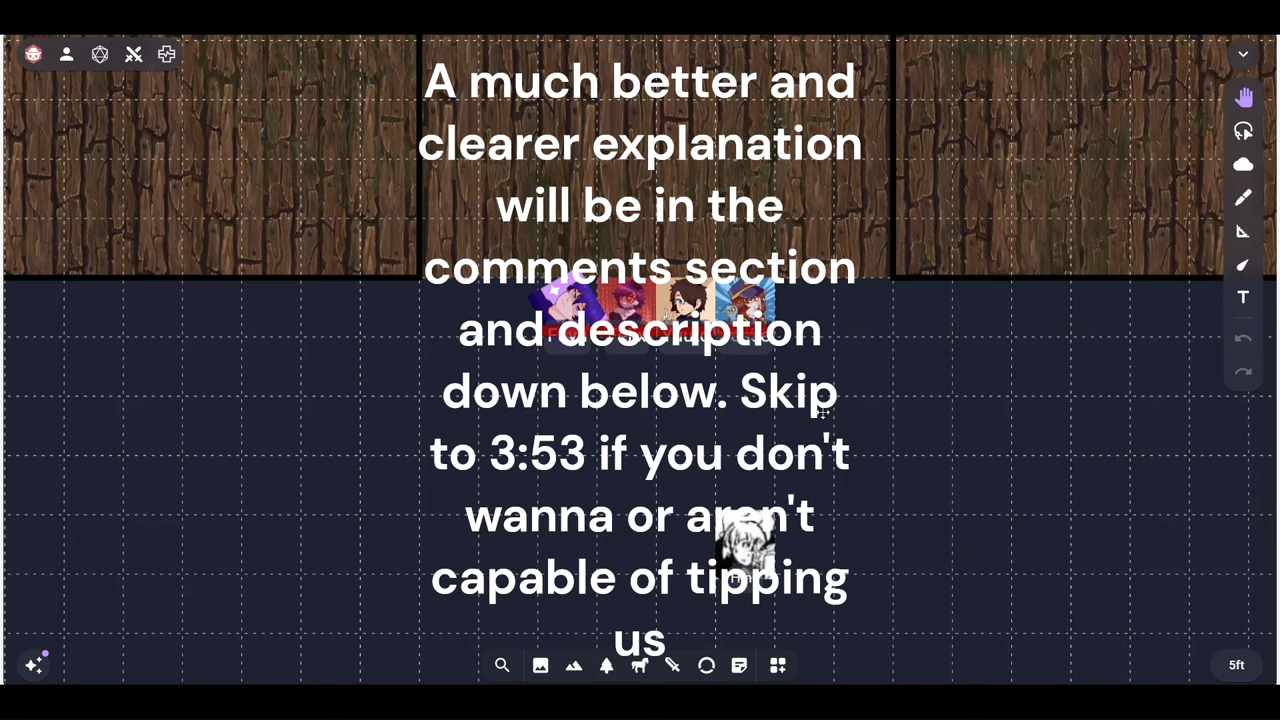 A much better and
clearer explanation
will be in the
comments section
and description
down below. Skip
to 3:53 if you don't
wanna or aren't
capable of tipping
us
5ft